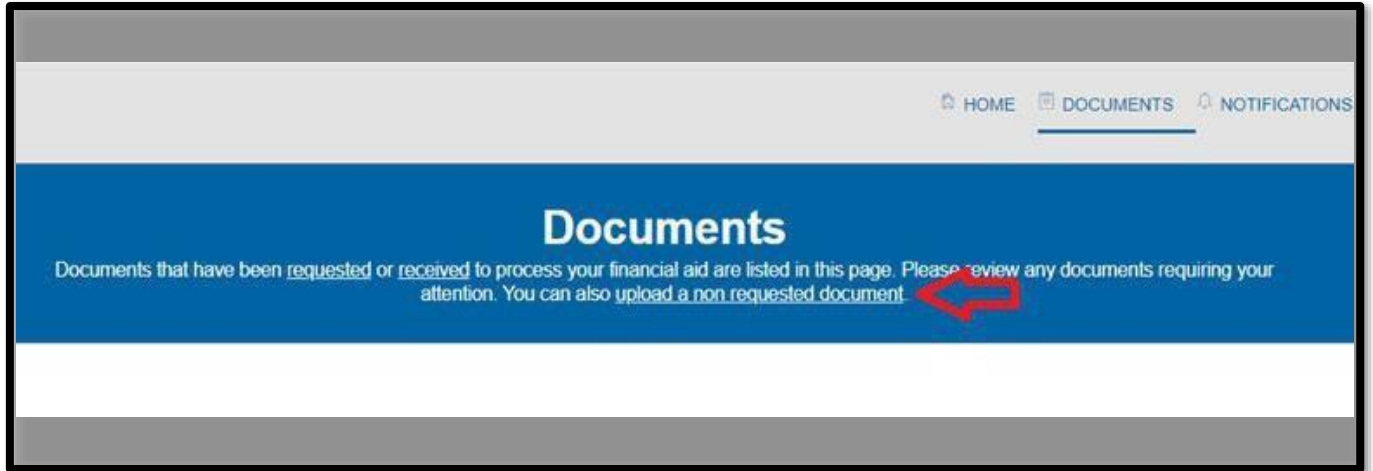 HOME DOCUMENTS NOTIFICATIONS
Documents
Documents that have been requested or received to process your financial aid are listed in this page. Please review any documents requiring your
attention. You can also upload a non requested document.